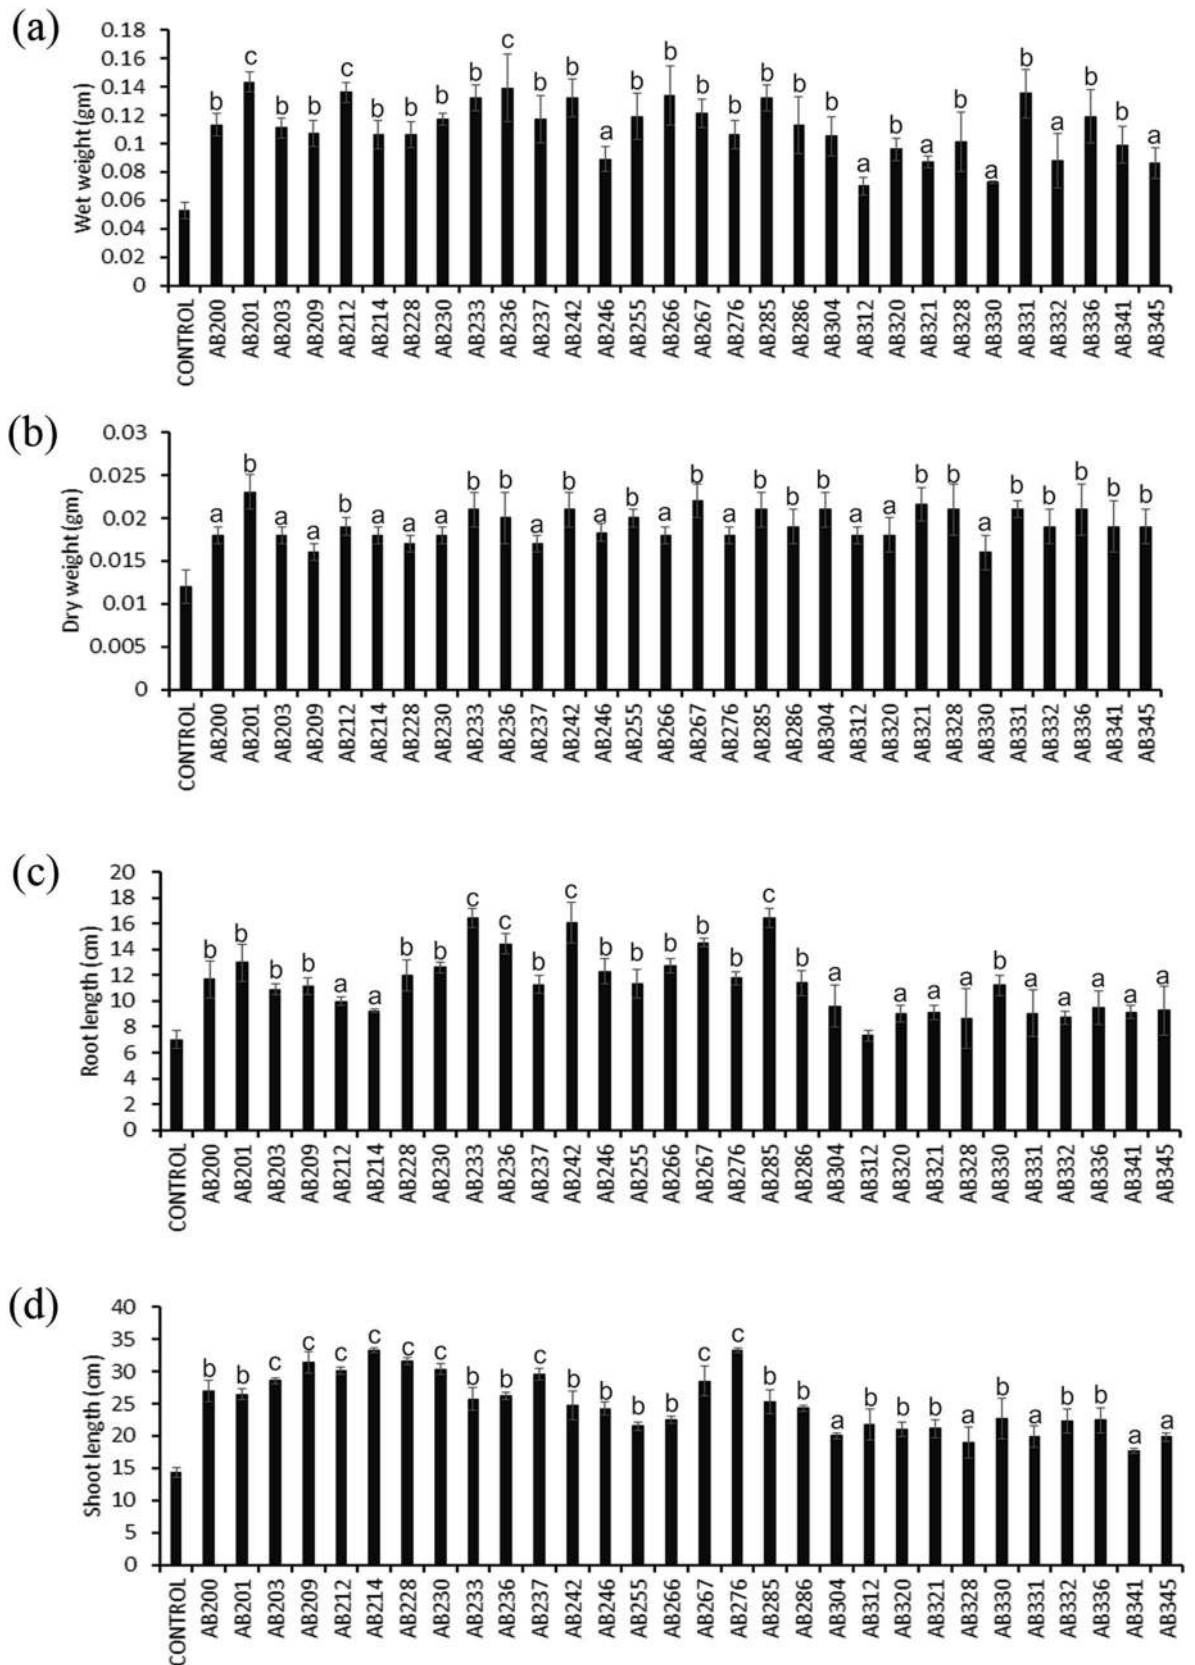 (a)
Wet weight (gm)
0.18
0.16
0.14
0.12
0.1
0.08
0.06
0.04
0.02
0
b c b b c b b b b c b b a b b b b b b b a b a b a b a b b a
CONTROL AB200 AB201 AB203 AB209 AB212 AB214 AB228 AB230 AB233 AB236 AB237 AB242 AB246 AB255 AB266 AB267 AB276 AB285 AB286 AB304 AB312 AB320 AB321 AB328 AB330 AB331 AB332 AB336 AB341 AB345
(b)
Dry weight (gm)
0.03
0.025
0.02
0.015
0.01
0.005
0
a b a a b a a a b b a b a b a b a b b b a a b b a b b b b b
CONTROL AB200 AB201 AB203 AB209 AB212 AB214 AB228 AB230 AB233 AB236 AB237 AB242 AB246 AB255 AB266 AB267 AB276 AB285 AB286 AB304 AB312 AB320 AB321 AB328 AB330 AB331 AB332 AB336 AB341 AB345
(c)
Root length (cm)
20
18
16
14
12
10
8
6
4
2
0
b b b b a a b b c c b c b b b b b c b a a a a b a a a a a
CONTROL AB200 AB201 AB203 AB209 AB212 AB214 AB228 AB230 AB233 AB236 AB237 AB242 AB246 AB255 AB266 AB267 AB276 AB285 AB286 AB304 AB312 AB320 AB321 AB328 AB330 AB331 AB332 AB336 AB341 AB345
(d)
Shoot length (cm)
40
35
30
25
20
15
10
5
0
b b c c c c c c b b c b b b b c c b b a b b b a b a b b a a
CONTROL AB200 AB201 AB203 AB209 AB212 AB214 AB228 AB230 AB233 AB236 AB237 AB242 AB246 AB255 AB266 AB267 AB276 AB285 AB286 AB304 AB312 AB320 AB321 AB328 AB330 AB331 AB332 AB336 AB341 AB345